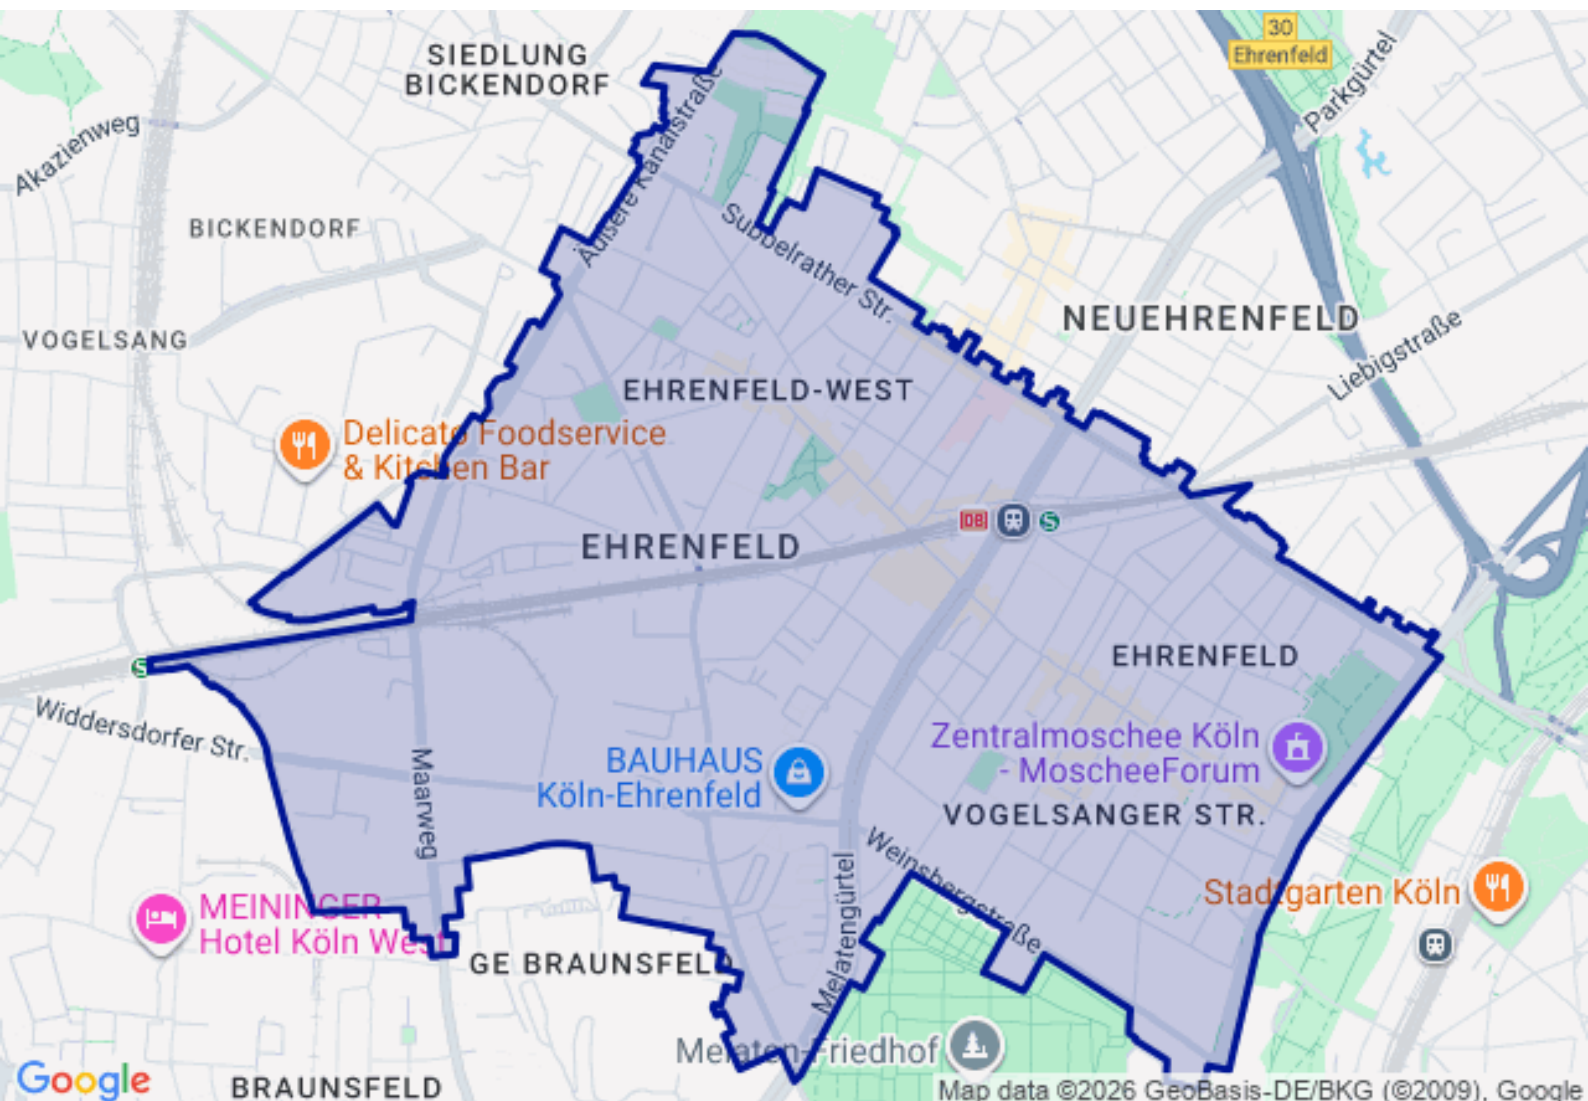 SIEDLUNG
BICKENDORF
30
Ehrenfeld
Parkgürtel
Akazienweg
Äußere Kanalstraße
BICKENDORF
Subbelrather Str.
NEUEHRENFELD
VOGELSANG
Liebigstraße
EHRENFELD-WEST
Delicato Foodservice
& Kitchen Bar
DB
S
EHRENFELD
EHRENFELD
S
Widdersdorfer Str.
Maarweg
BAUHAUS
Köln-Ehrenfeld
Zentralmoschee Köln
- MoscheeForum
VOGELSANGER STR.
Weinsbergstraße
Melatengürtel
Stadtgarten Köln
MEININGER
Hotel Köln West
GE BRAUNSFELD
Melaten-Friedhof
Google
BRAUNSFELD
Map data ©2026 GeoBasis-DE/BKG (©2009), Google